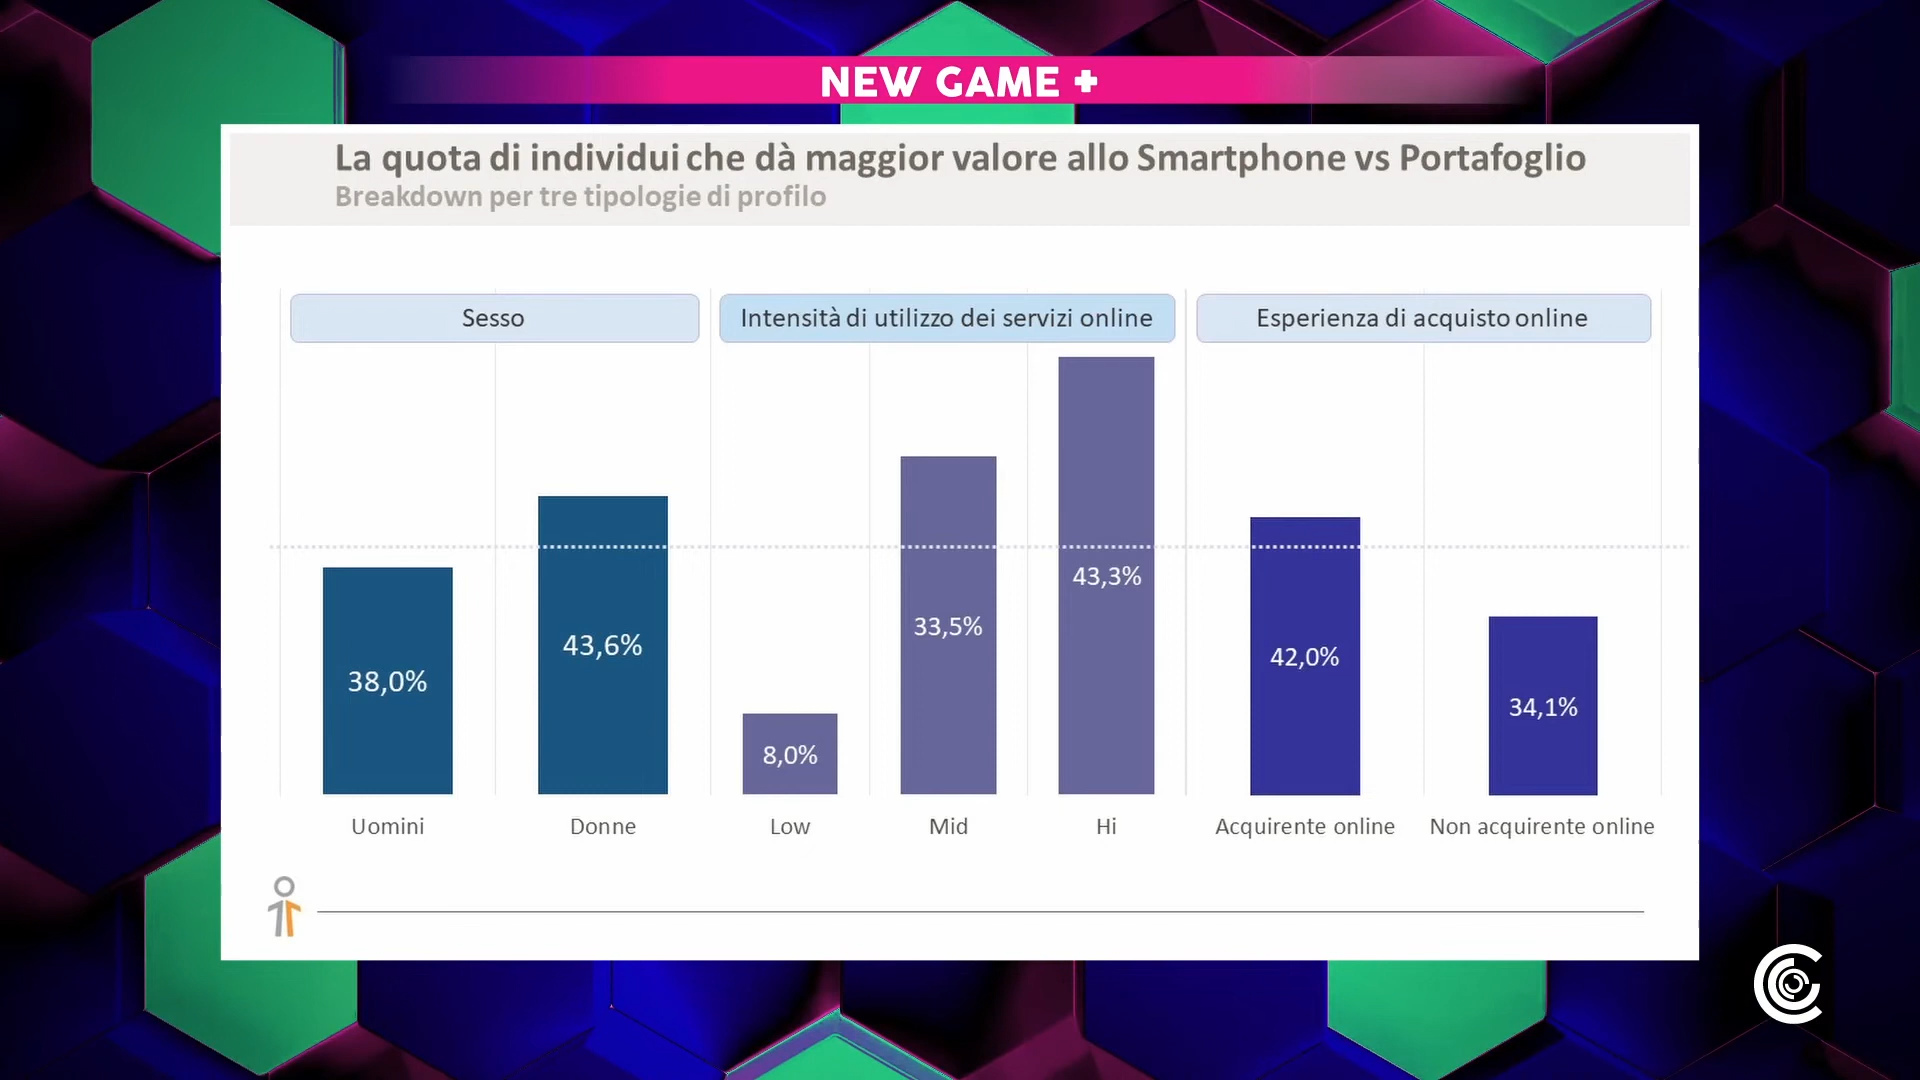 NEW GAME +
La quota di individui che dà maggior valore allo Smartphone vs Portafoglio
Breakdown per tre tipologie di profilo
Sesso
Intensità di utilizzo dei servizi online
Esperienza di acquisto online
38,0%
43,6%
8,0%
33,5%
43,3%
42,0%
34,1%
Uomini
Donne
Low
Mid
Hi
Acquirente online
Non acquirente online